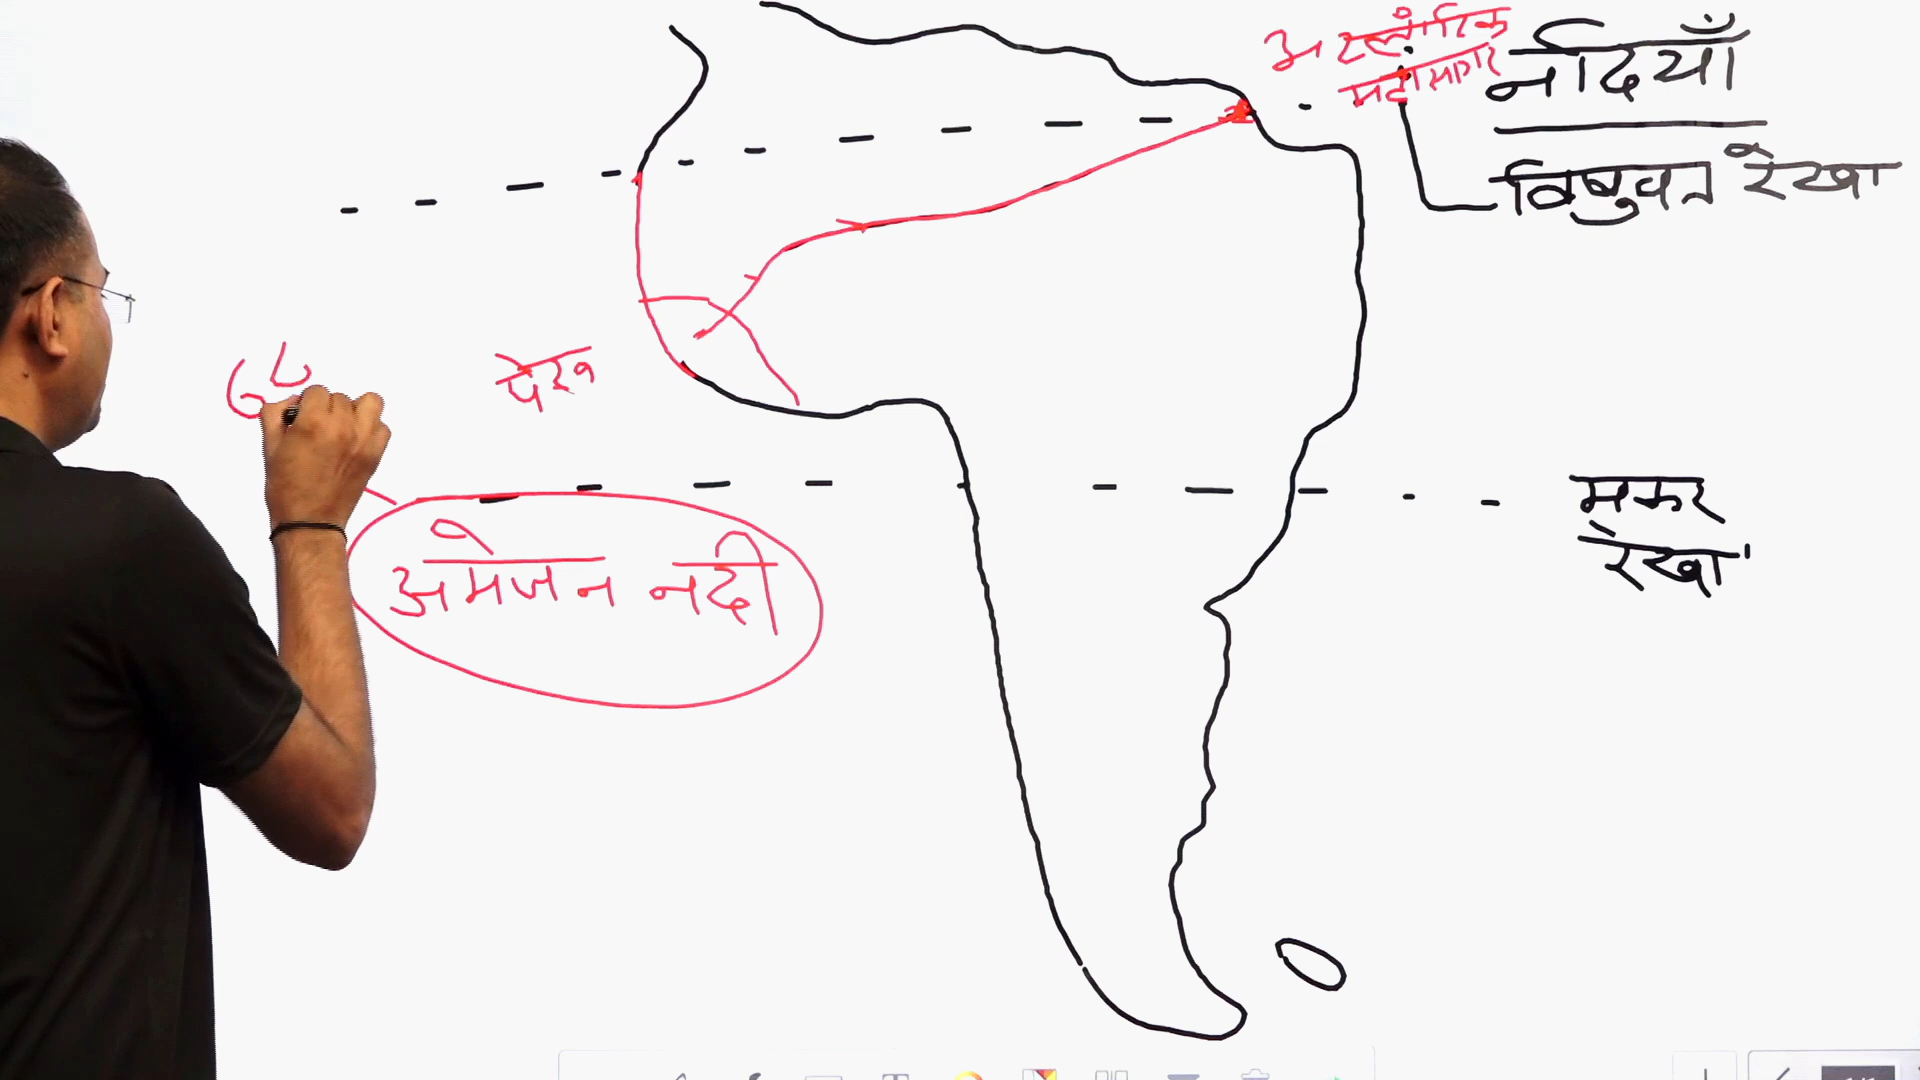 अटलांटिक
महासागर
नदियाँ
विषुवत रेखा
पेरू
अमेजन नदी
मकर
रेखा